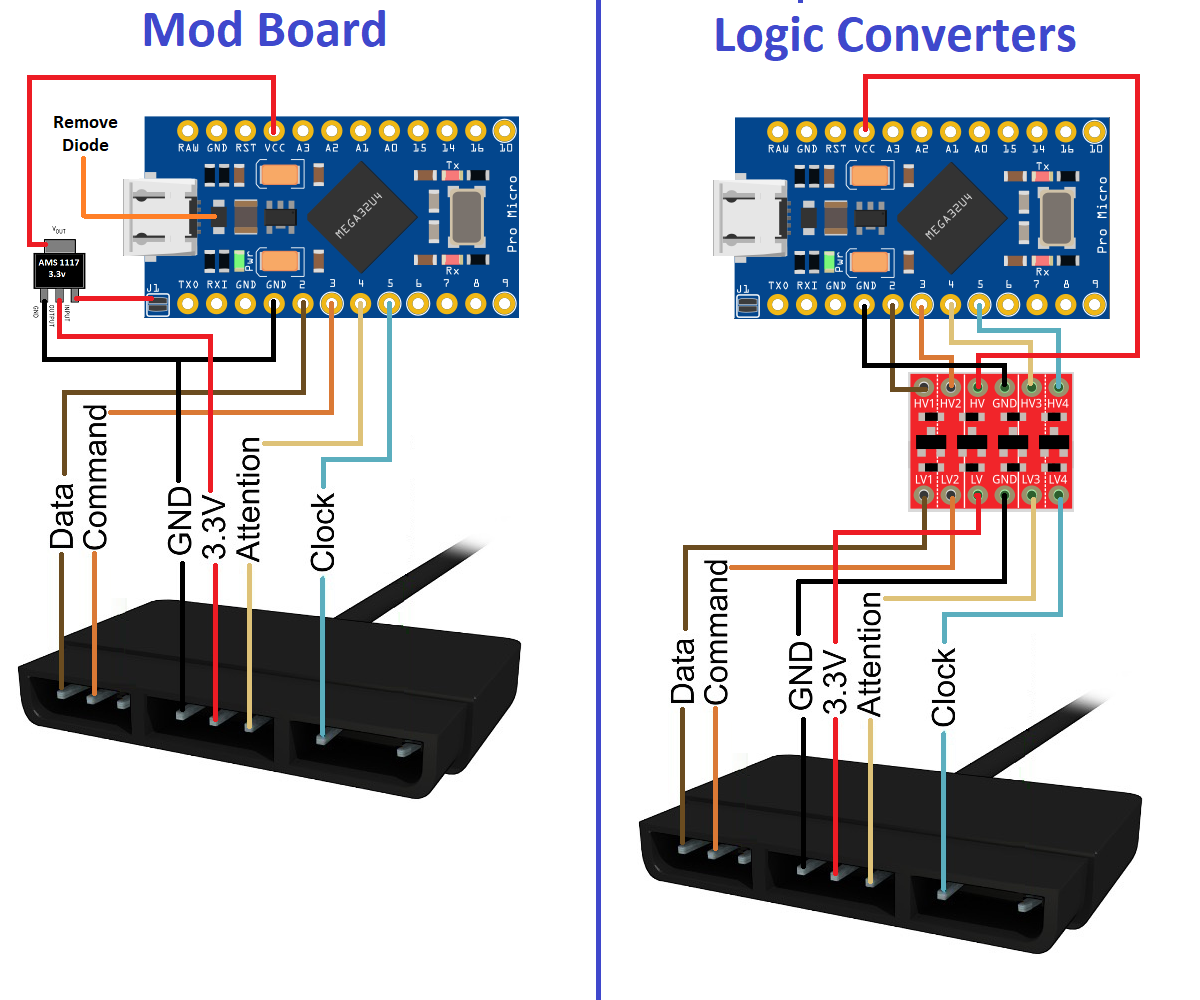 Mod Board
Remove
Diode
RAW GND RST VCC A3 A2 A1 A0 15 14 16 10
Tx
MEGA32U4
Pro Micro
Pwr
Rx
J1
TXO RXI GND GND 2 3 4 5 6 7 8 9
VOUT
AMS 1117
3.3v
GND
OUTPUT
INPUT
Data
Command
GND
3.3V
Attention
Clock
Logic Converters
RAW GND RST VCC A3 A2 A1 A0 15 14 16 10
Tx
MEGA32U4
Pro Micro
Pwr
Rx
J1
TXO RXI GND GND 2 3 4 5 6 7 8 9
HV1 HV2 HV GND HV3 HV4
LV1 LV2 LV GND LV3 LV4
Data
Command
GND
3.3V
Attention
Clock